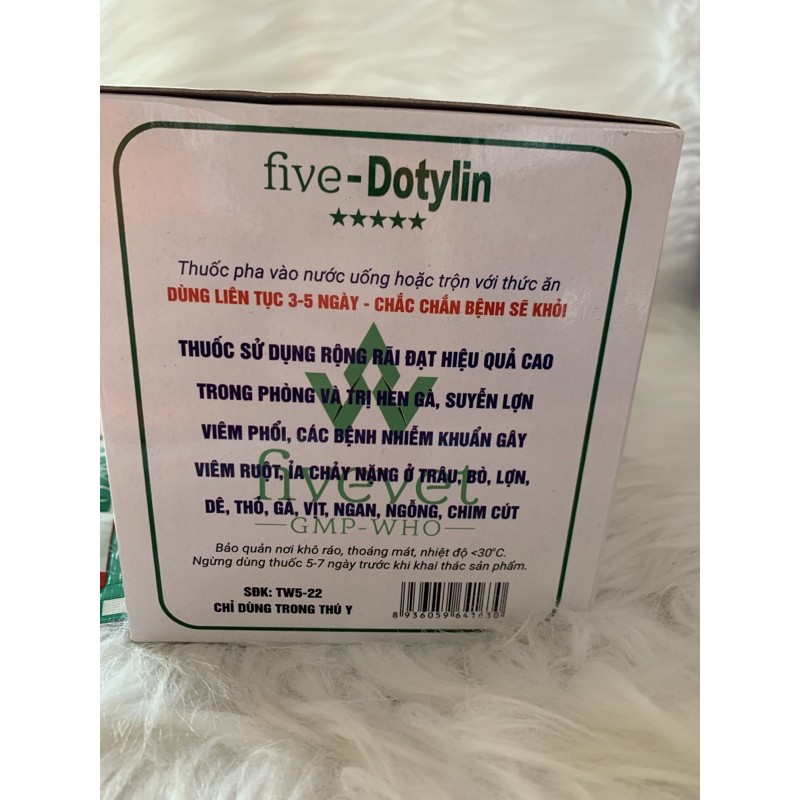 five-Dotylin
★★★★★
Thuốc pha vào nước uống hoặc trộn với thức ăn
DÙNG LIÊN TỤC 3-5 NGÀY - CHẮC CHẮN BỆNH SẼ KHỎI
THUỐC SỬ DỤNG RỘNG RÃI ĐẠT HIỆU QUẢ CAO
TRONG PHÒNG VÀ TRỊ HEN GÀ, SUYỄN LỢN
VIÊM PHỔI, CÁC BỆNH NHIỄM KHUẨN GÂY
VIÊM RUỘT, ỈA CHẢY NẶNG Ở TRÂU, BÒ, LỢN,
fivevet
DÊ, THỎ, GÀ, VỊT, NGAN, NGỖNG, CHIM CÚT
GMP-WHO
Bảo quản nơi khô ráo, thoáng mát, nhiệt độ <30°C.
Ngừng dùng thuốc 5-7 ngày trước khi khai thác sản phẩm.
SĐK: TW5-22
CHỈ DÙNG TRONG THÚ Y